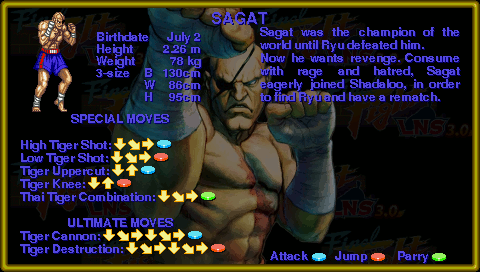 SAGAT
Birthdate July 2
Height 2.26 m
Weight 78 kg
3-size B 130cm
W 86cm
H 95cm
Sagat was the champion of the
world until Ryu defeated him.
Now he wants revenge. Consume
with rage and hatred, Sagat
eagerly joined Shadaloo, in order
to find Ryu and have a rematch.
SPECIAL MOVES
High Tiger Shot:
Low Tiger Shot:
Tiger Uppercut:
Tiger Knee:
Thai Tiger Combination:
ULTIMATE MOVES
Tiger Cannon:
Tiger Destruction:
Attack Jump Parry